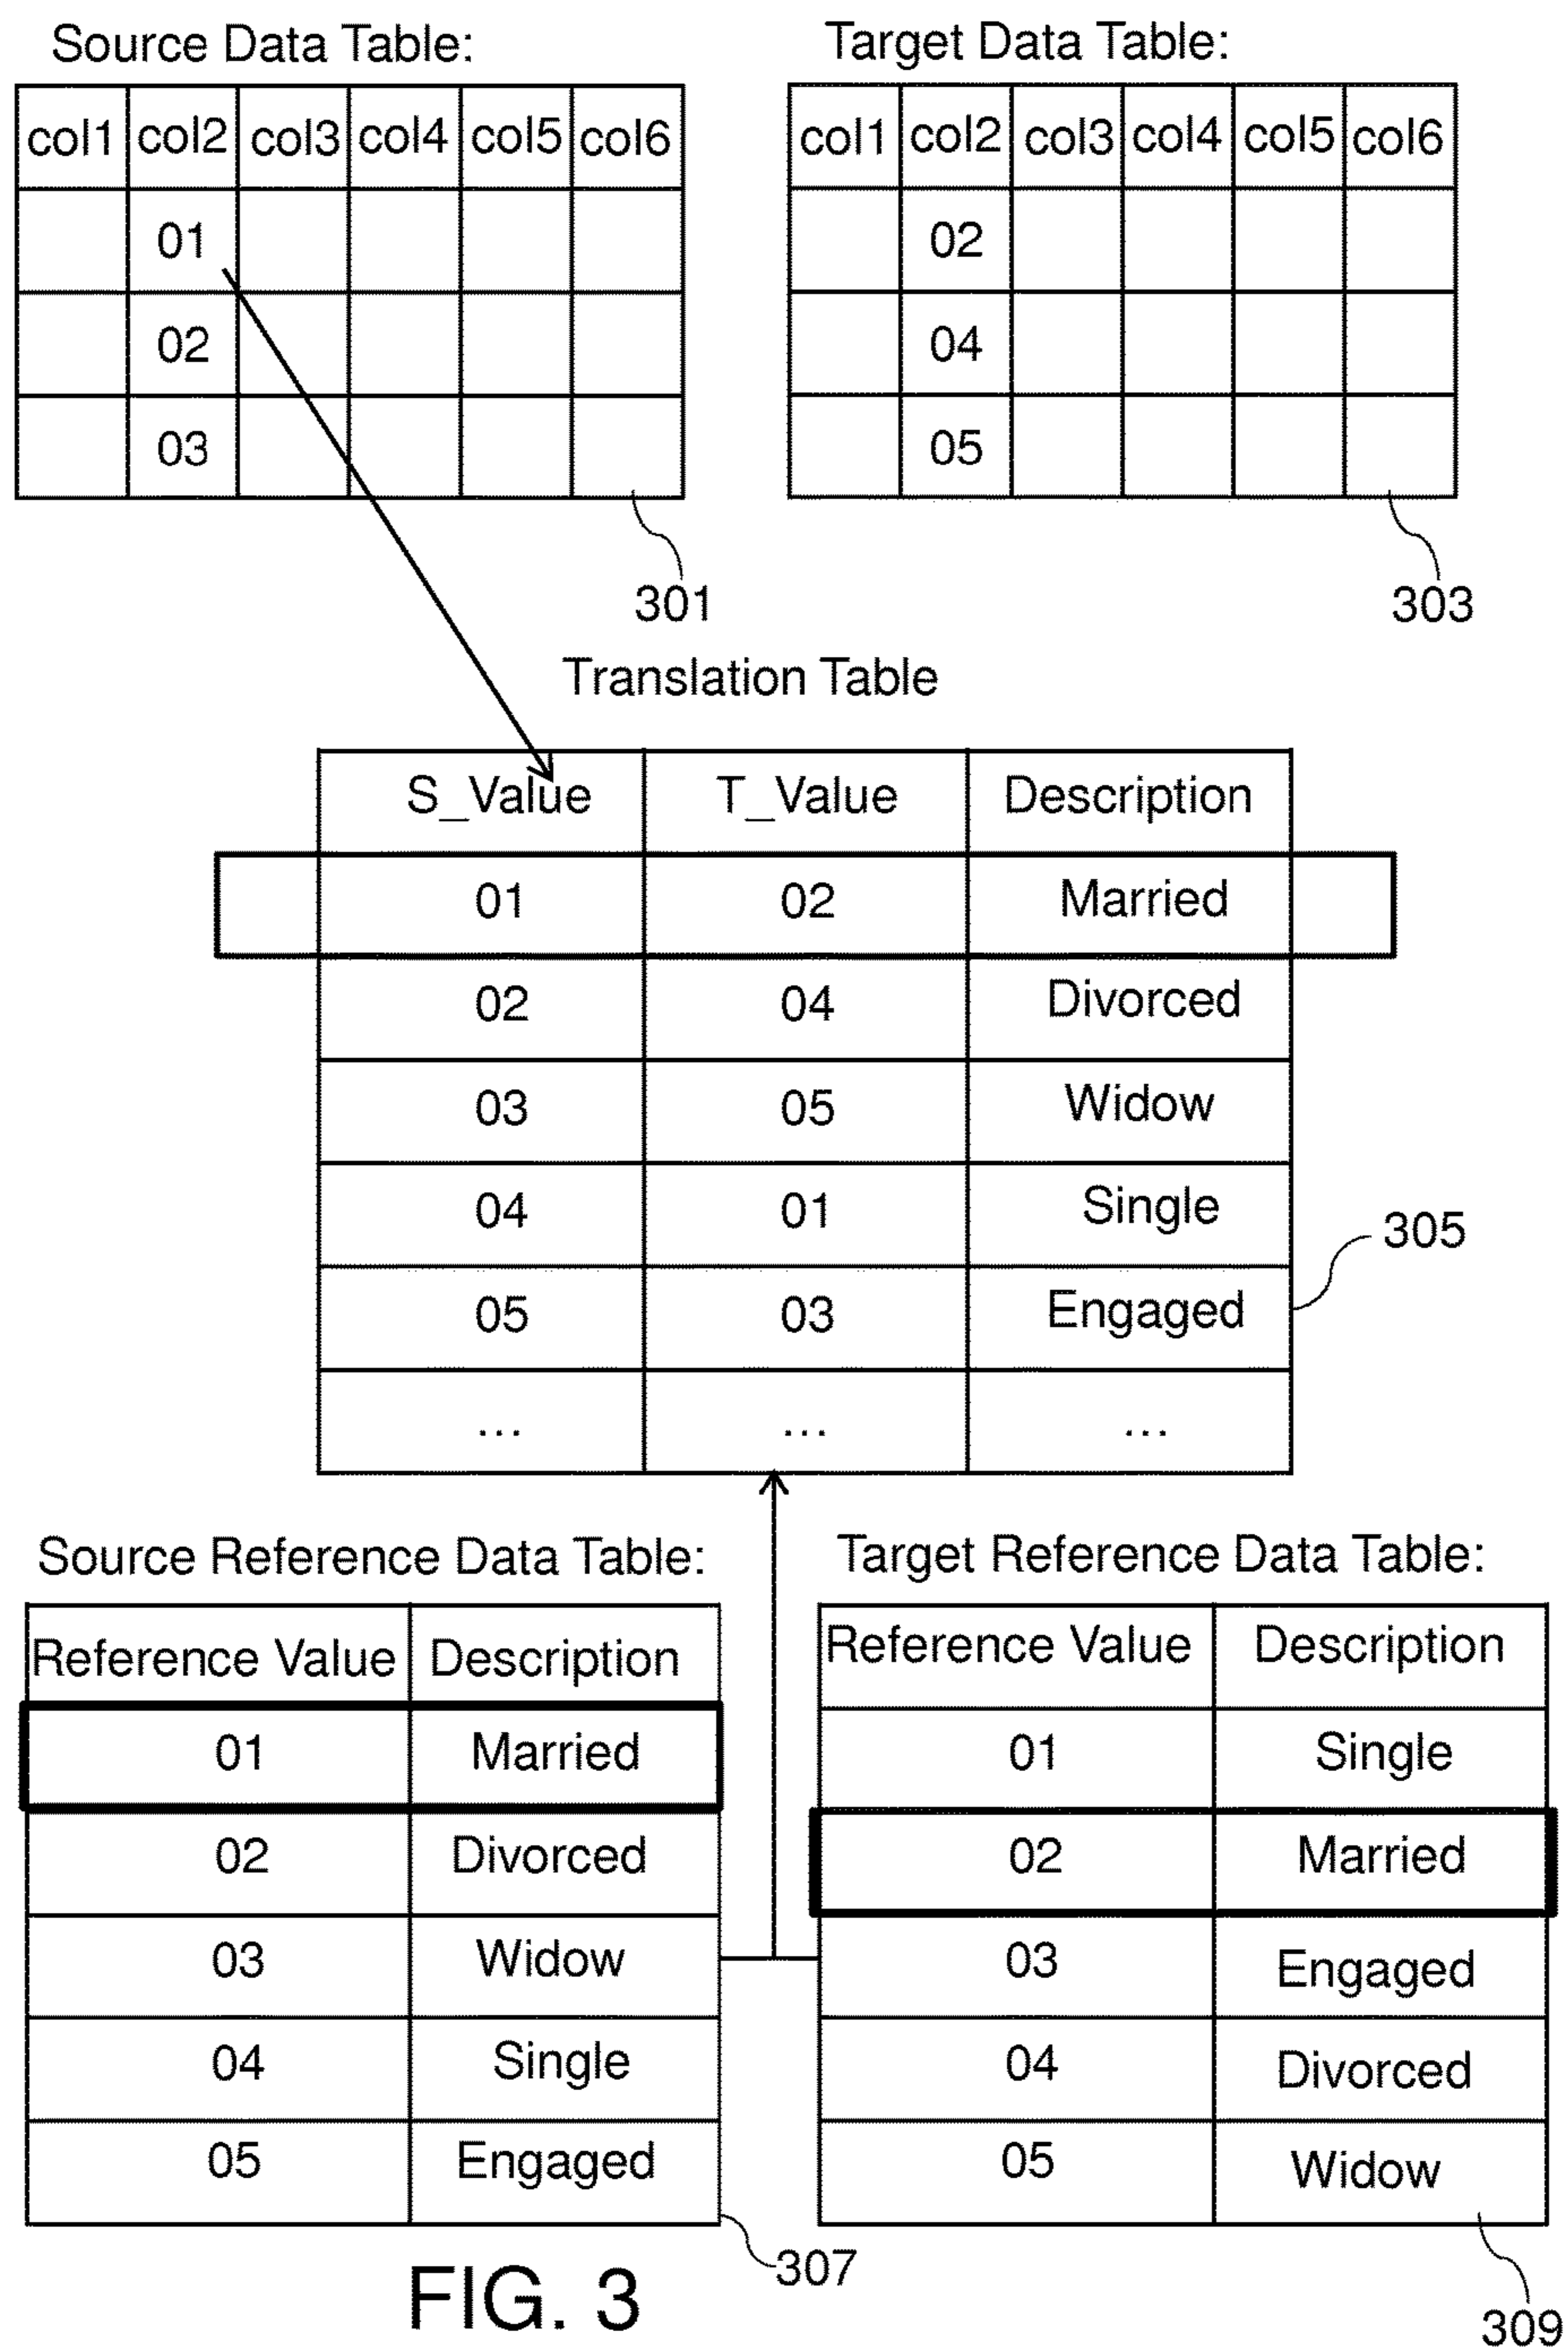 Source Data Table:
col1 col2 col3 col4 col5 col6
01
02
03
301
Target Data Table:
col1 col2 col3 col4 col5 col6
02
04
05
303
Translation Table
S_Value T_Value Description
01 02 Married
02 04 Divorced
03 05 Widow
04 01 Single
05 03 Engaged
... ... ...
305
Source Reference Data Table:
Reference Value Description
01 Married
02 Divorced
03 Widow
04 Single
05 Engaged
307
Target Reference Data Table:
Reference Value Description
01 Single
02 Married
03 Engaged
04 Divorced
05 Widow
309
FIG. 3